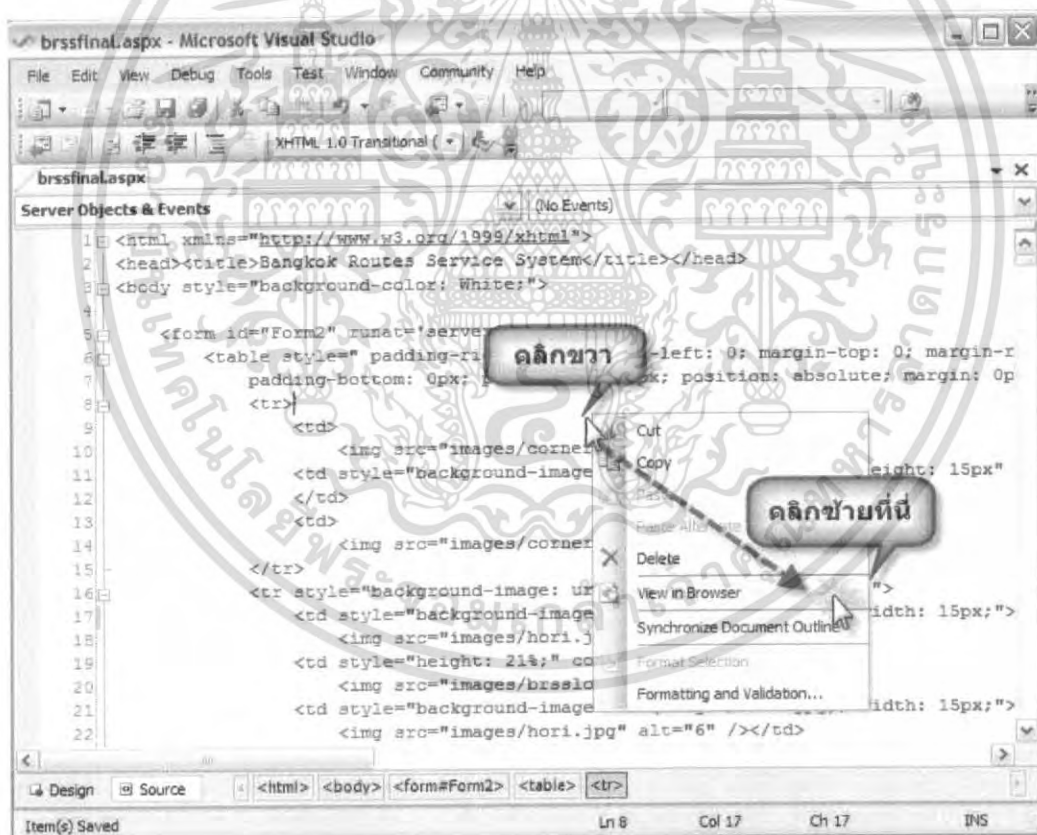 brssfinal.aspx - Microsoft Visual Studio
File Edit View Debug Tools Test Window Community Help
XHTML 1.0 Transitional (
brssfinal.aspx
Server Objects & Events (No Events)
1 <html xmlns="http://www.w3.org/1999/xhtml">
2 <head><title>Bangkok Routes Service System</title></head>
3 <body style="background-color: White;">
4
5 <form id="Form2" runat="server
6 <table style=" padding-ri -left: 0; margin-top: 0; margin-r
คลิกขวา
7 padding-bottom: 0px; position: absolute; margin: 0p
8 <tr>
9 <td>
10 <img src="images/corner
11 <td style="background-image eight: 15px"
12 </td>
13 <td>
14 <img src="images/corner
15 </tr>
16 <tr style="background-image: ur ">
17 <td style="background-image idth: 15px;">
18 <img src="images/hori.j
19 <td style="height: 21%;" co
20 <img src="images/brsslo
21 <td style="background-image idth: 15px;">
22 <img src="images/hori.jpg" alt="6" /></td>
Cut
Copy
Paste
Paste Alternate
คลิกซ้ายที่นี่
Delete
View in Browser
Synchronize Document Outline
Format Selection
Formatting and Validation...
Design Source <html> <body> <form#Form2> <table> <tr>
Item(s) Saved Ln 8 Col 17 Ch 17 INS